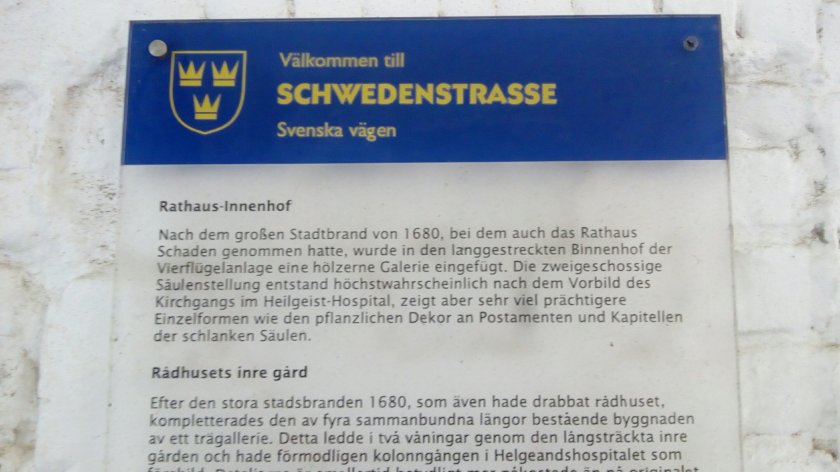 Välkommen till
SCHWEDENSTRASSE
Svenska vägen
Rathaus-Innenhof
Nach dem großen Stadtbrand von 1680, bei dem auch das Rathaus
Schaden genommen hatte, wurde in den langgestreckten Binnenhof der
Vierflügelanlage eine hölzerne Galerie eingefügt. Die zweigeschossige
Säulenstellung entstand höchstwahrscheinlich nach dem Vorbild des
Kirchgangs im Heilgeist-Hospital, zeigt aber sehr viel prächtigere
Einzelformen wie den pflanzlichen Dekor an Postamenten und Kapitellen
der schlanken Säulen.
Rådhusets inre gård
Efter den stora stadsbranden 1680, som även hade drabbat rådhuset,
kompletterades den av fyra sammanbundna längor bestående byggnaden
av ett trägallerie. Detta ledde i två våningar genom den långsträckta inre
gården och hade förmodligen kolonngången i Helgeandshospitalet som